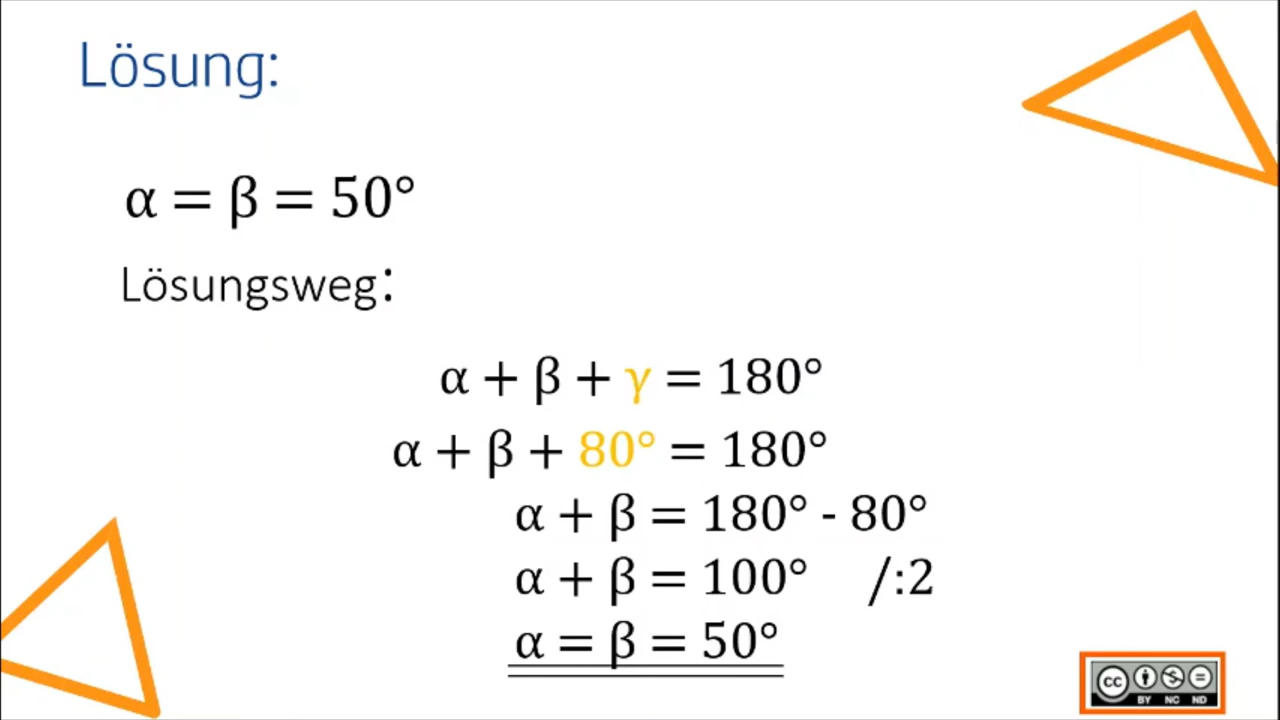 Lösung:
α = β = 50°
Lösungsweg:
α + β + γ = 180°
α + β + 80° = 180°
α + β = 180° - 80°
α + β = 100° /:2
α = β = 50°
cc
BY NC ND